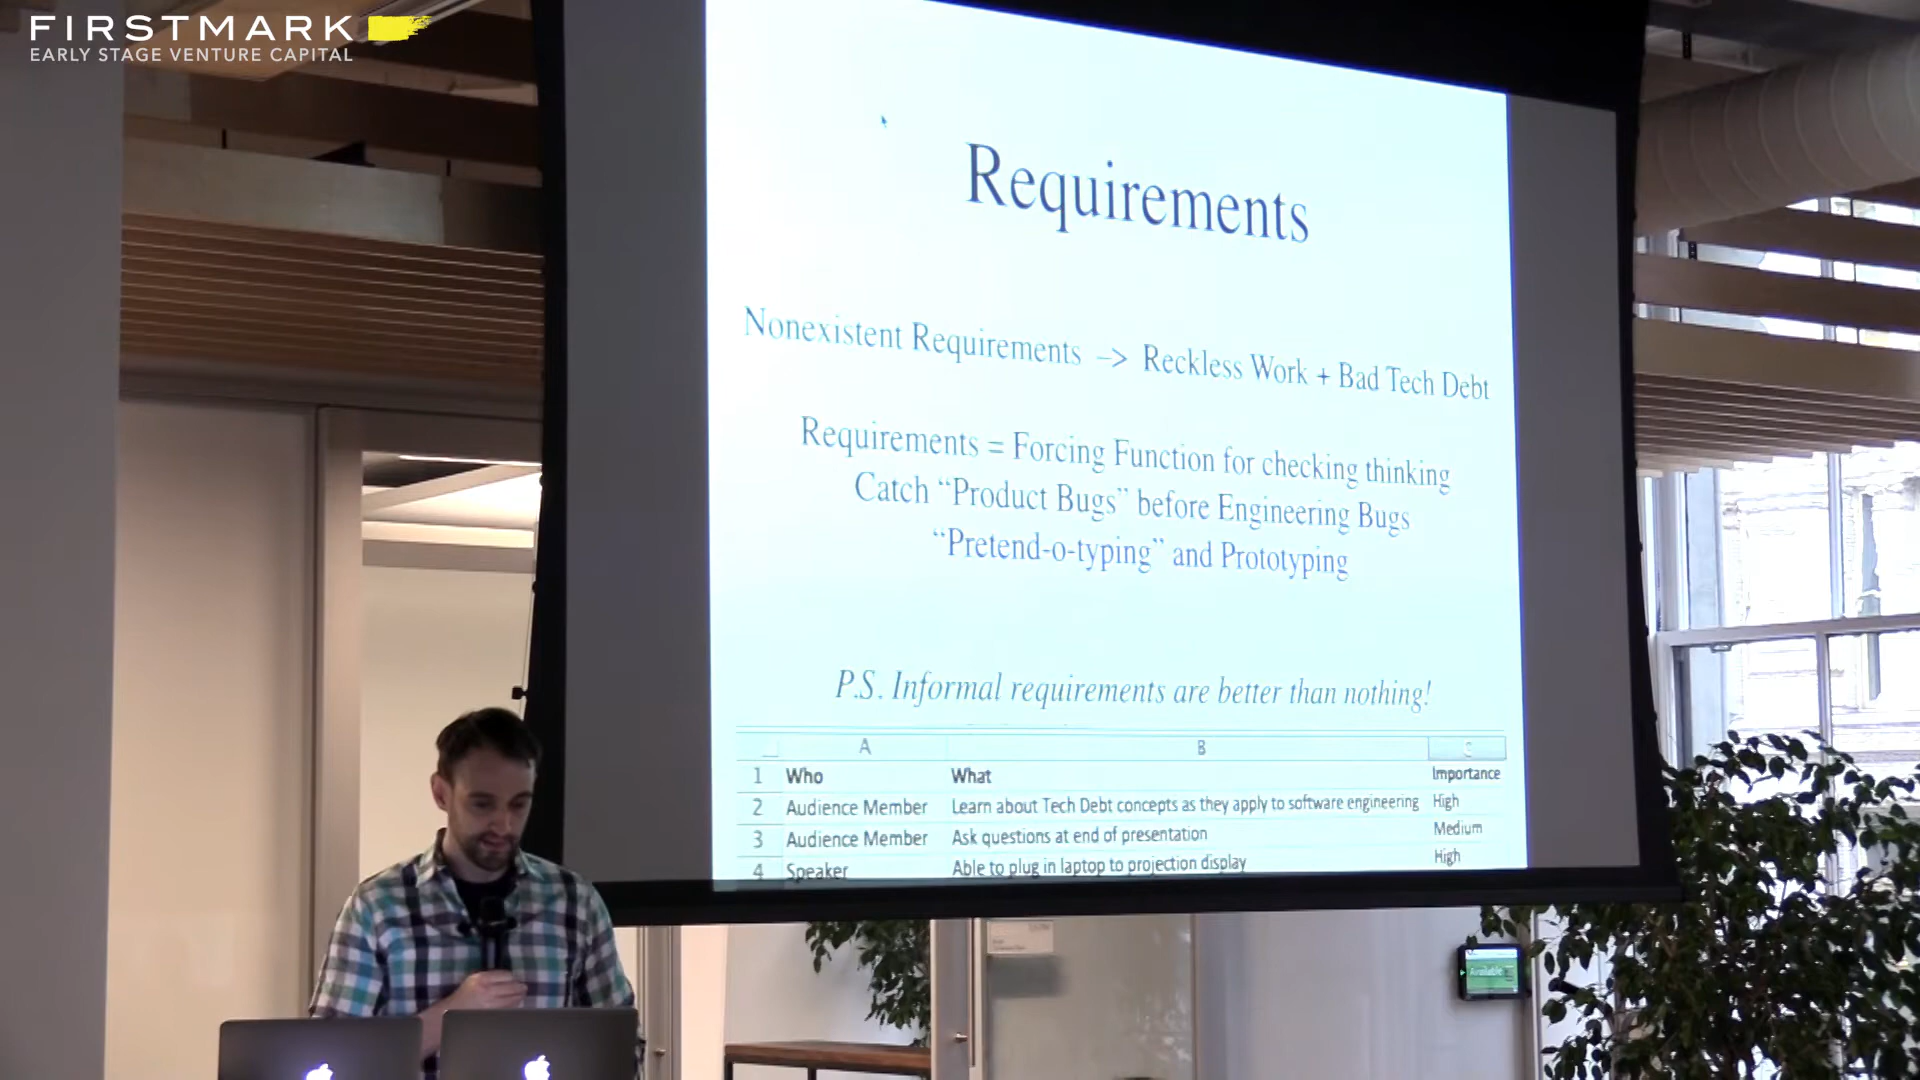 FIRSTMARK
EARLY STAGE VENTURE CAPITAL
Requirements
Nonexistent Requirements –> Reckless Work + Bad Tech Debt
Requirements = Forcing Function for checking thinking
Catch “Product Bugs” before Engineering Bugs
“Pretend-o-typing” and Prototyping
P.S. Informal requirements are better than nothing!
A B C
1 Who What Importance
2 Audience Member Learn about Tech Debt concepts as they apply to software engineering High
3 Audience Member Ask questions at end of presentation Medium
4 Speaker Able to plug in laptop to projection display High
Available